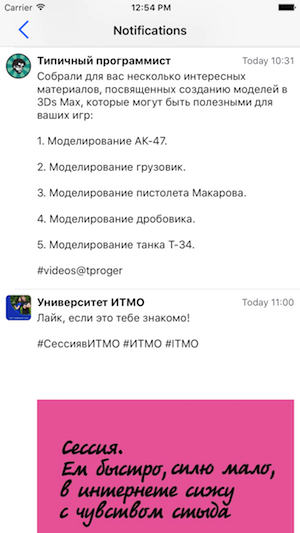 Carrier 12:54 PM
Notifications
Типичный программист Today 10:31
Собрали для вас несколько интересных
материалов, посвященных созданию моделей в
3Ds Max, которые могут быть полезными для
ваших игр:
1. Моделирование АК-47.
2. Моделирование грузовик.
3. Моделирование пистолета Макарова.
4. Моделирование дробовика.
5. Моделирование танка Т-34.
#videos@tproger
Университет ИТМО Today 11:00
Лайк, если это тебе знакомо!
#СессиявИТМО #ИТМО #ITMO
Сессия.
Ем быстро, сплю мало,
в интернете сижу
с чувством стыда